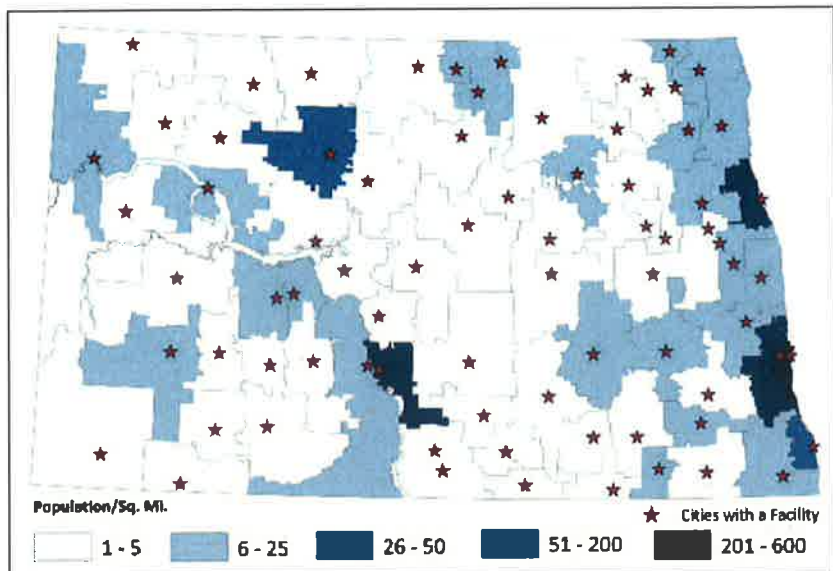 Population/Sq. Mi.
Cities with a Facility
1 - 5
6 - 25
26 - 50
51 - 200
201 - 600